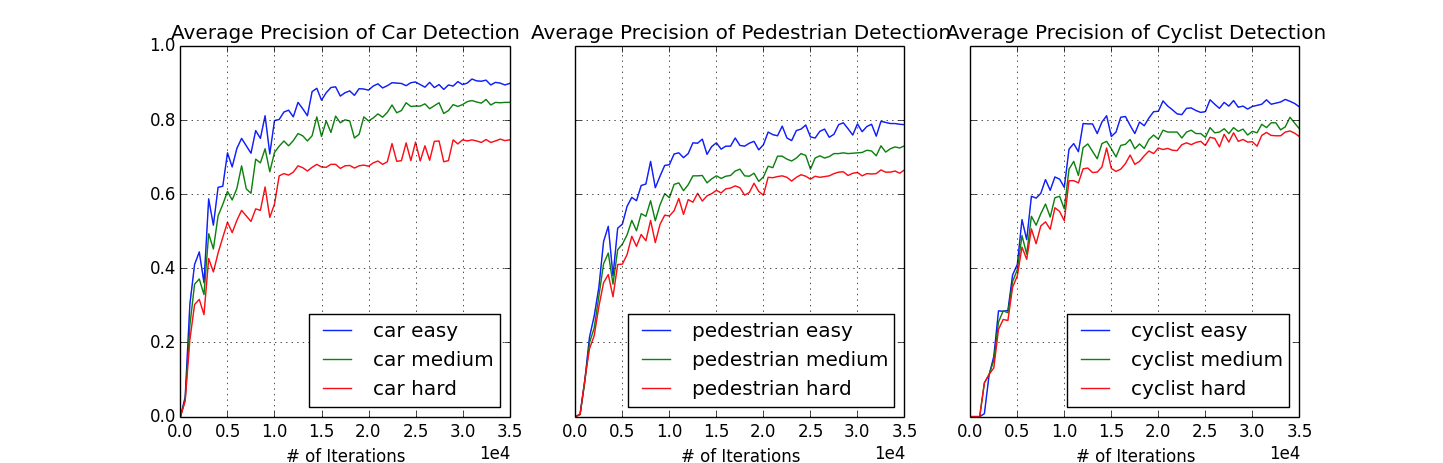 Average Precision of Car Detection
1.0
0.8
0.6
0.4
0.2
0.0
0.0 0.5 1.0 1.5 2.0 2.5 3.0 3.5
# of Iterations 1e4
car easy
car medium
car hard
Average Precision of Pedestrian Detection
0.0 0.5 1.0 1.5 2.0 2.5 3.0 3.5
# of Iterations 1e4
pedestrian easy
pedestrian medium
pedestrian hard
Average Precision of Cyclist Detection
0.0 0.5 1.0 1.5 2.0 2.5 3.0 3.5
# of Iterations 1e4
cyclist easy
cyclist medium
cyclist hard